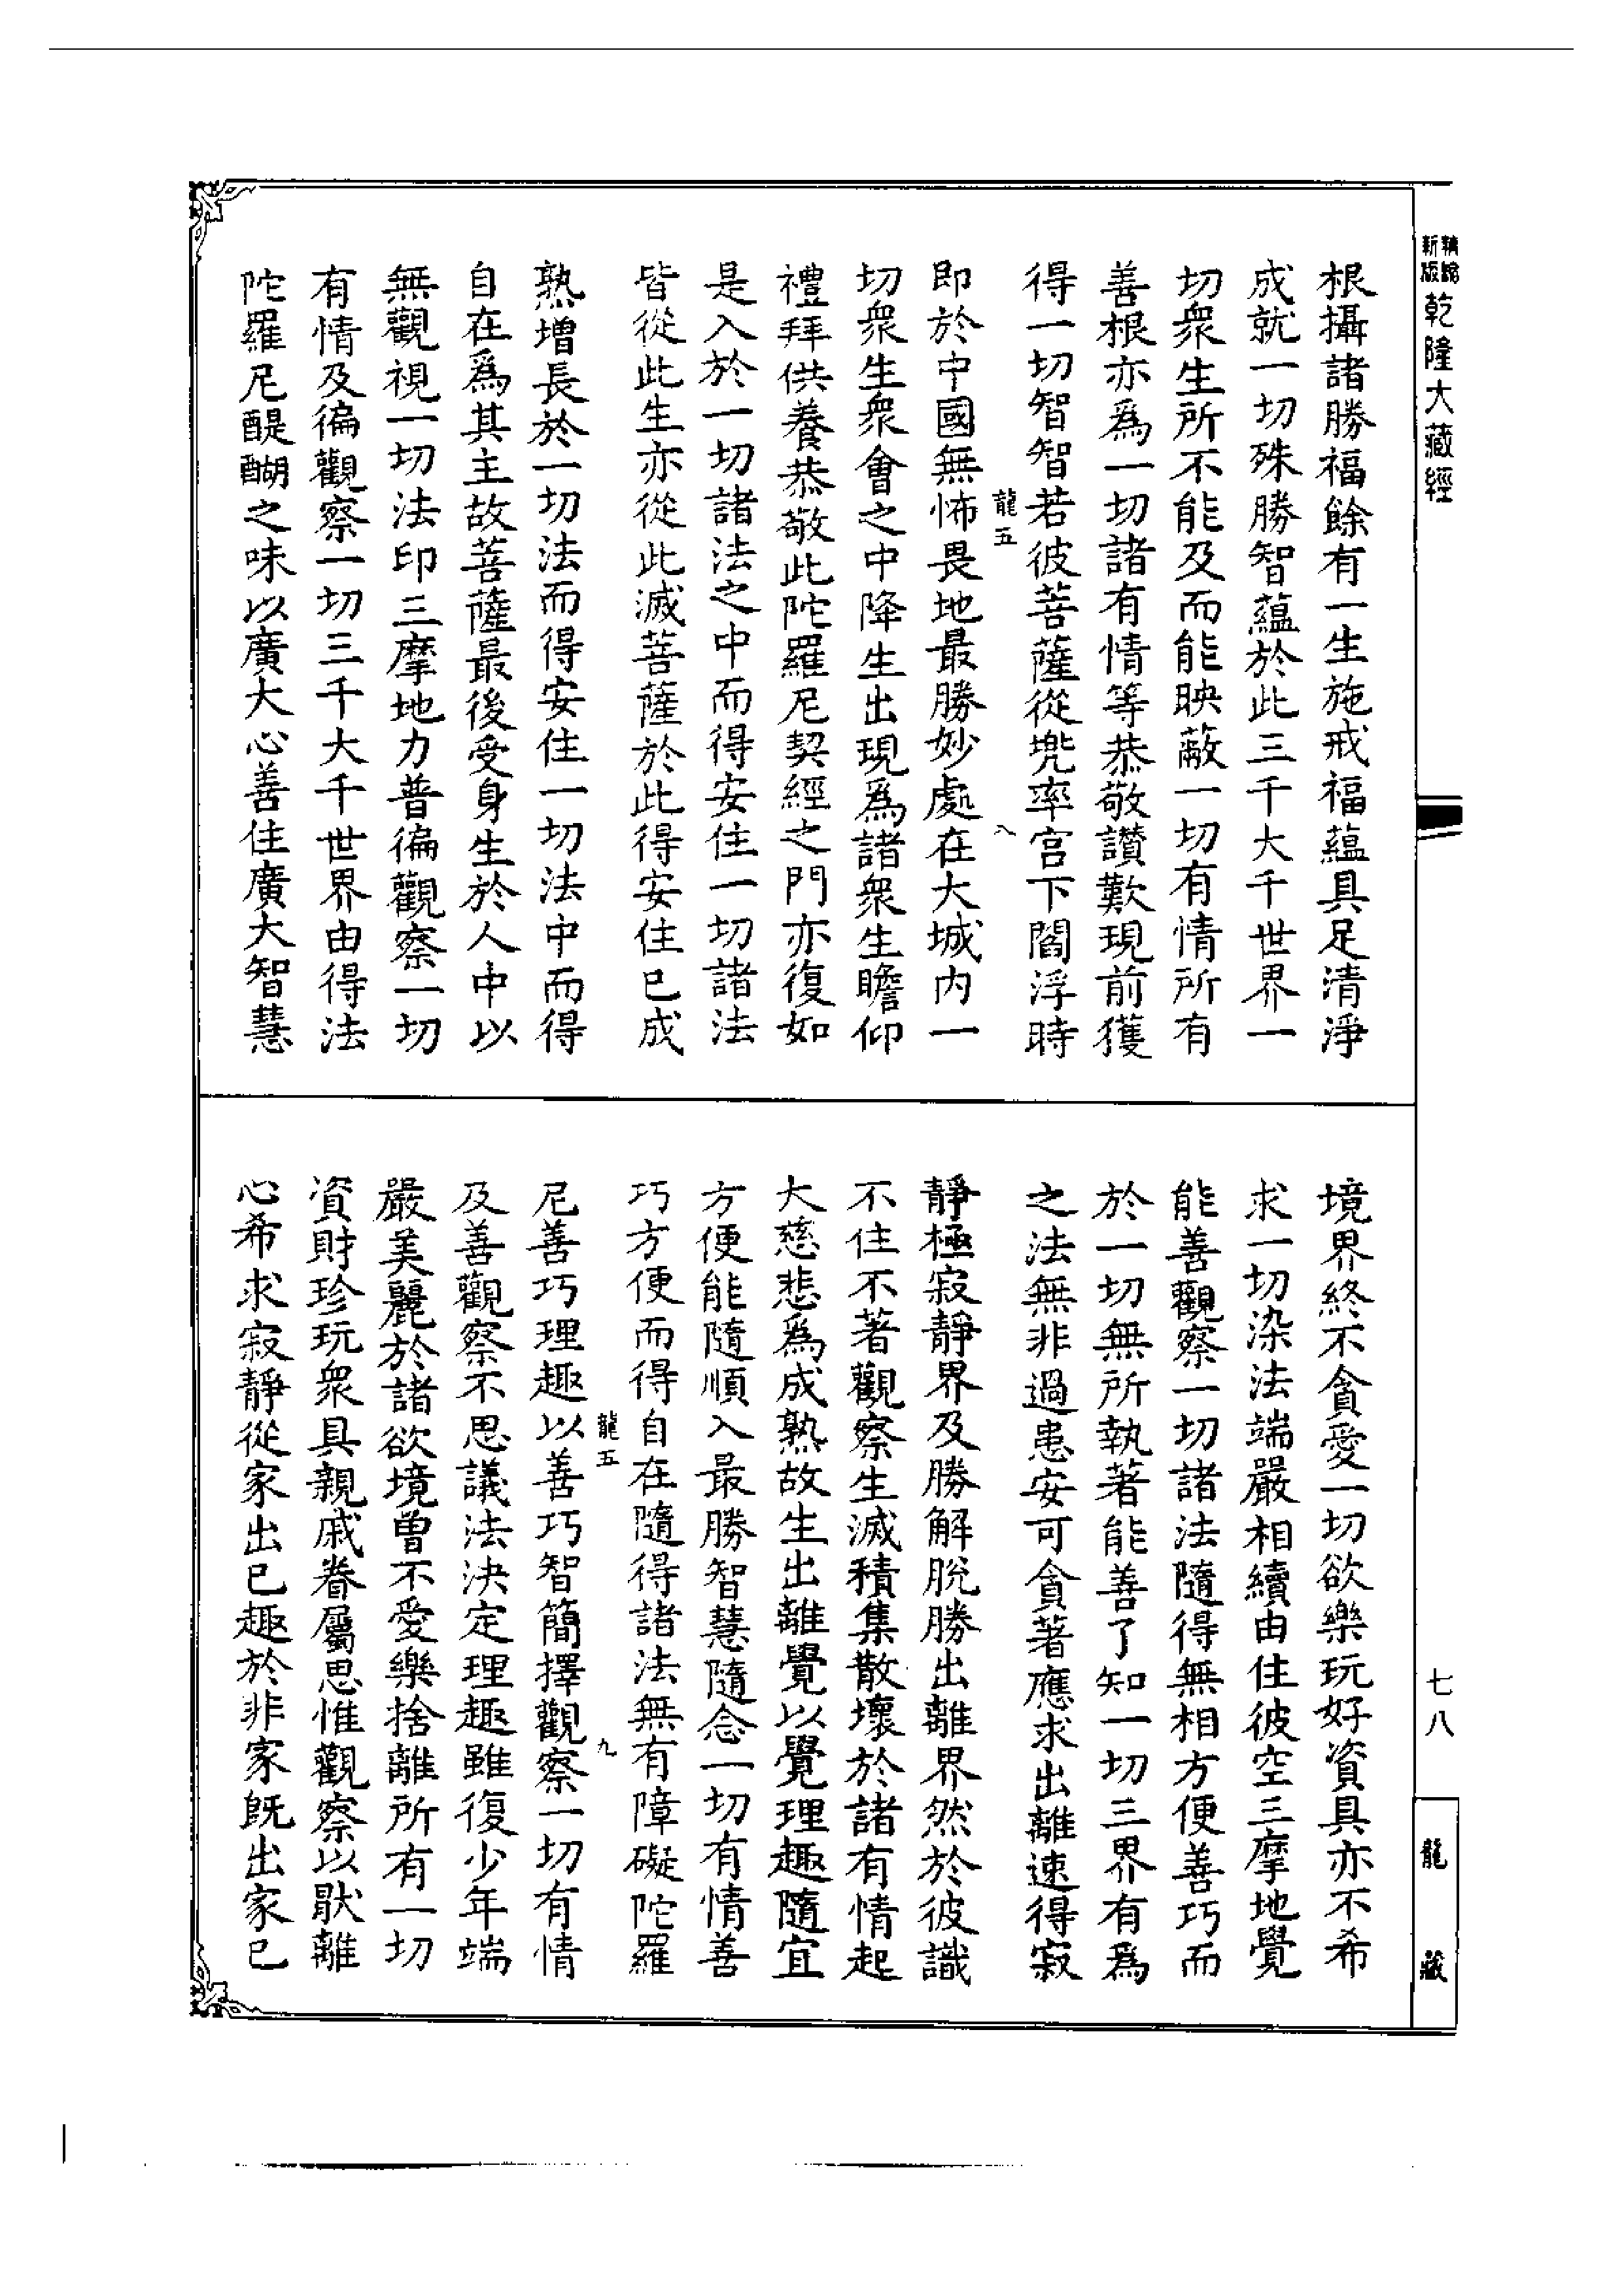 新版精縮乾隆大藏經
七八
龍藏
根攝諸勝福餘有一生施戒福蘊具足清淨
成就一切殊勝智蘊於此三千大千世界一
切衆生所不能及而能映蔽一切有情所有
善根亦爲一切諸有情等恭敬讚歎現前獲
得一切智智若彼菩薩從兠率宫下閻浮時
龍五 八
即於中國無怖畏地最勝妙處在大城内一
切衆生衆會之中降生出現爲諸衆生瞻仰
禮拜供養恭敬此陀羅尼契經之門亦復如
是入於一切諸法之中而得安住一切諸法
皆從此生亦從此滅菩薩於此得安住已成
熟增長於一切法而得安住一切法中而得
自在爲其主故菩薩最後受身生於人中以
無觀視一切法印三摩地力普徧觀察一切
有情及徧觀察一切三千大千世界由得法
陀羅尼醍醐之味以廣大心善住廣大智慧
境界終不貪愛一切欲樂玩好資具亦不希
求一切染法端嚴相續由住彼空三摩地覺
能善觀察一切諸法隨得無相方便善巧而
於一切無所執著能善了知一切三界有爲
之法無非過患安可貪著應求出離速得寂
靜極寂靜界及勝解脫勝出離界然於彼識
不住不著觀察生滅積集散壞於諸有情起
大慈悲爲成熟故生出離覺以覺理趣隨宜
方便能隨順入最勝智慧隨念一切有情善
巧方便而得自在隨得諸法無有障礙陀羅
龍五 九
尼善巧理趣以善巧智簡擇觀察一切有情
及善觀察不思議法決定理趣雖復少年端
嚴美麗於諸欲境曽不愛樂捨離所有一切
資財珍玩衆具親戚眷屬思惟觀察以猒離
心希求寂靜從家出已趣於非家旣出家已